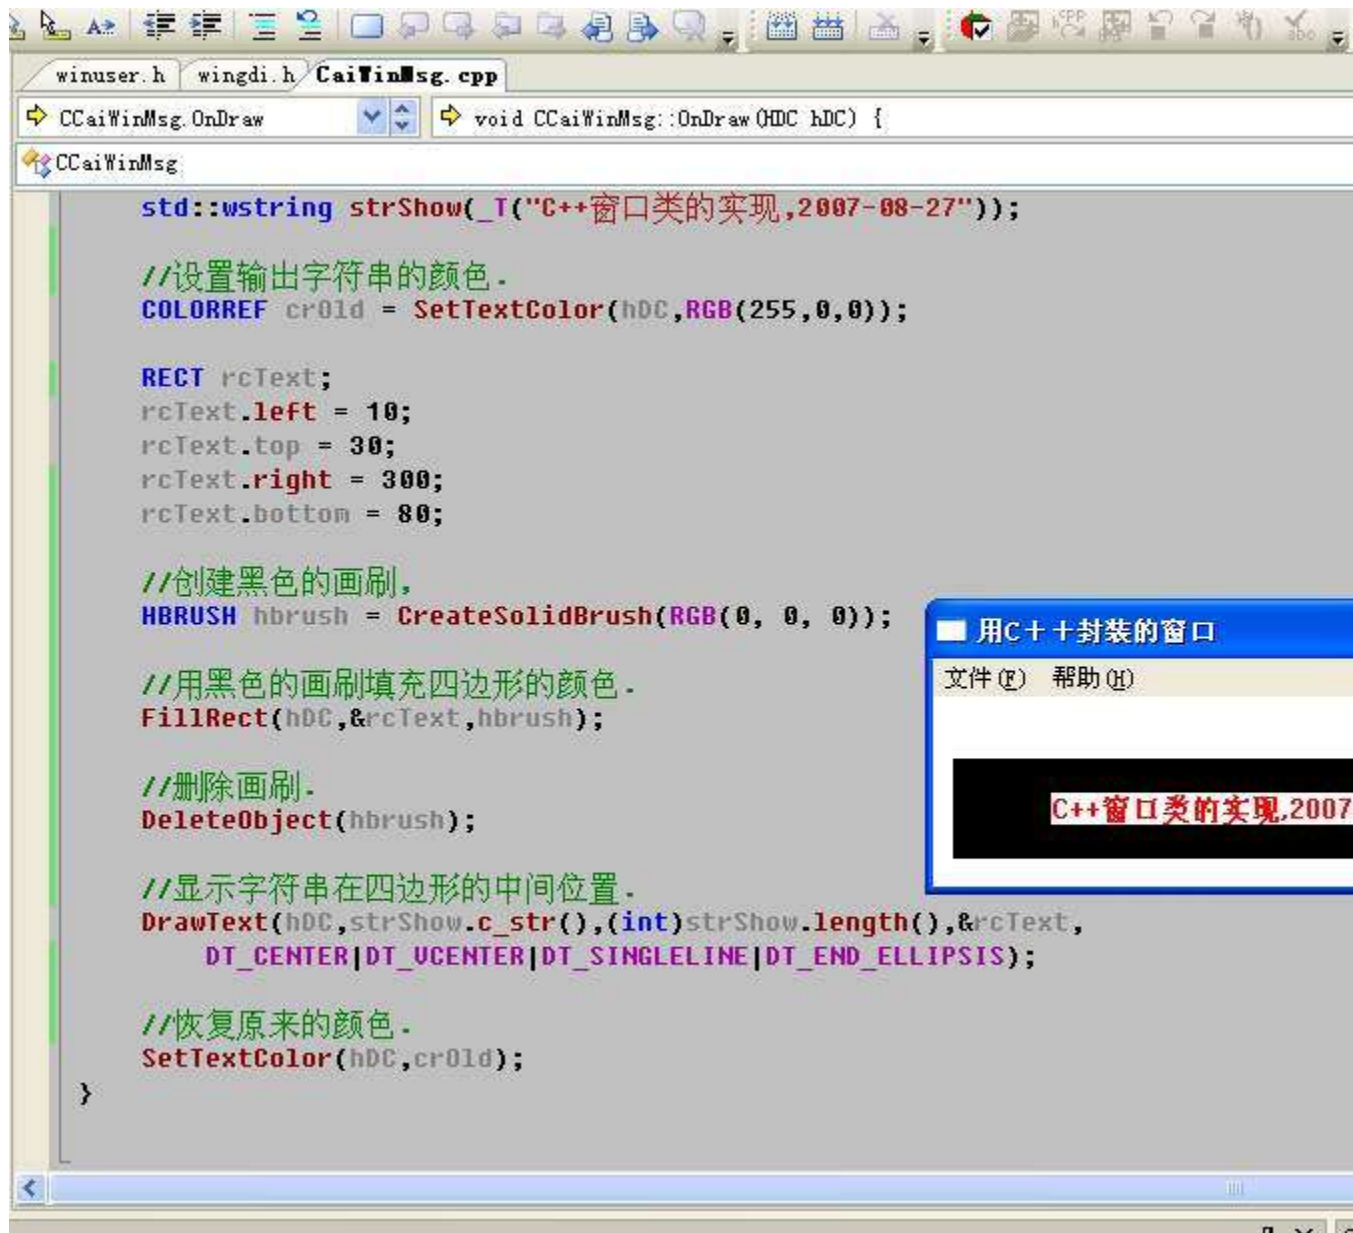 winuser.h wingdi.h CaiWinMsg.cpp
CCaiWinMsg.OnDraw void CCaiWinMsg::OnDraw(HDC hDC) {
CCaiWinMsg
std::wstring strShow(_T("C++窗口类的实现,2007-08-27"));
//设置输出字符串的颜色.
COLORREF crOld = SetTextColor(hDC,RGB(255,0,0));
RECT rcText;
rcText.left = 10;
rcText.top = 30;
rcText.right = 300;
rcText.bottom = 80;
//创建黑色的画刷,
HBRUSH hbrush = CreateSolidBrush(RGB(0, 0, 0));
//用黑色的画刷填充四边形的颜色.
FillRect(hDC,&rcText,hbrush);
//删除画刷.
DeleteObject(hbrush);
//显示字符串在四边形的中间位置.
DrawText(hDC,strShow.c_str(),(int)strShow.length(),&rcText,
DT_CENTER|DT_VCENTER|DT_SINGLELINE|DT_END_ELLIPSIS);
//恢复原来的颜色.
SetTextColor(hDC,crOld);
}
用C++封装的窗口
文件(F) 帮助(H)
C++窗口类的实现,2007